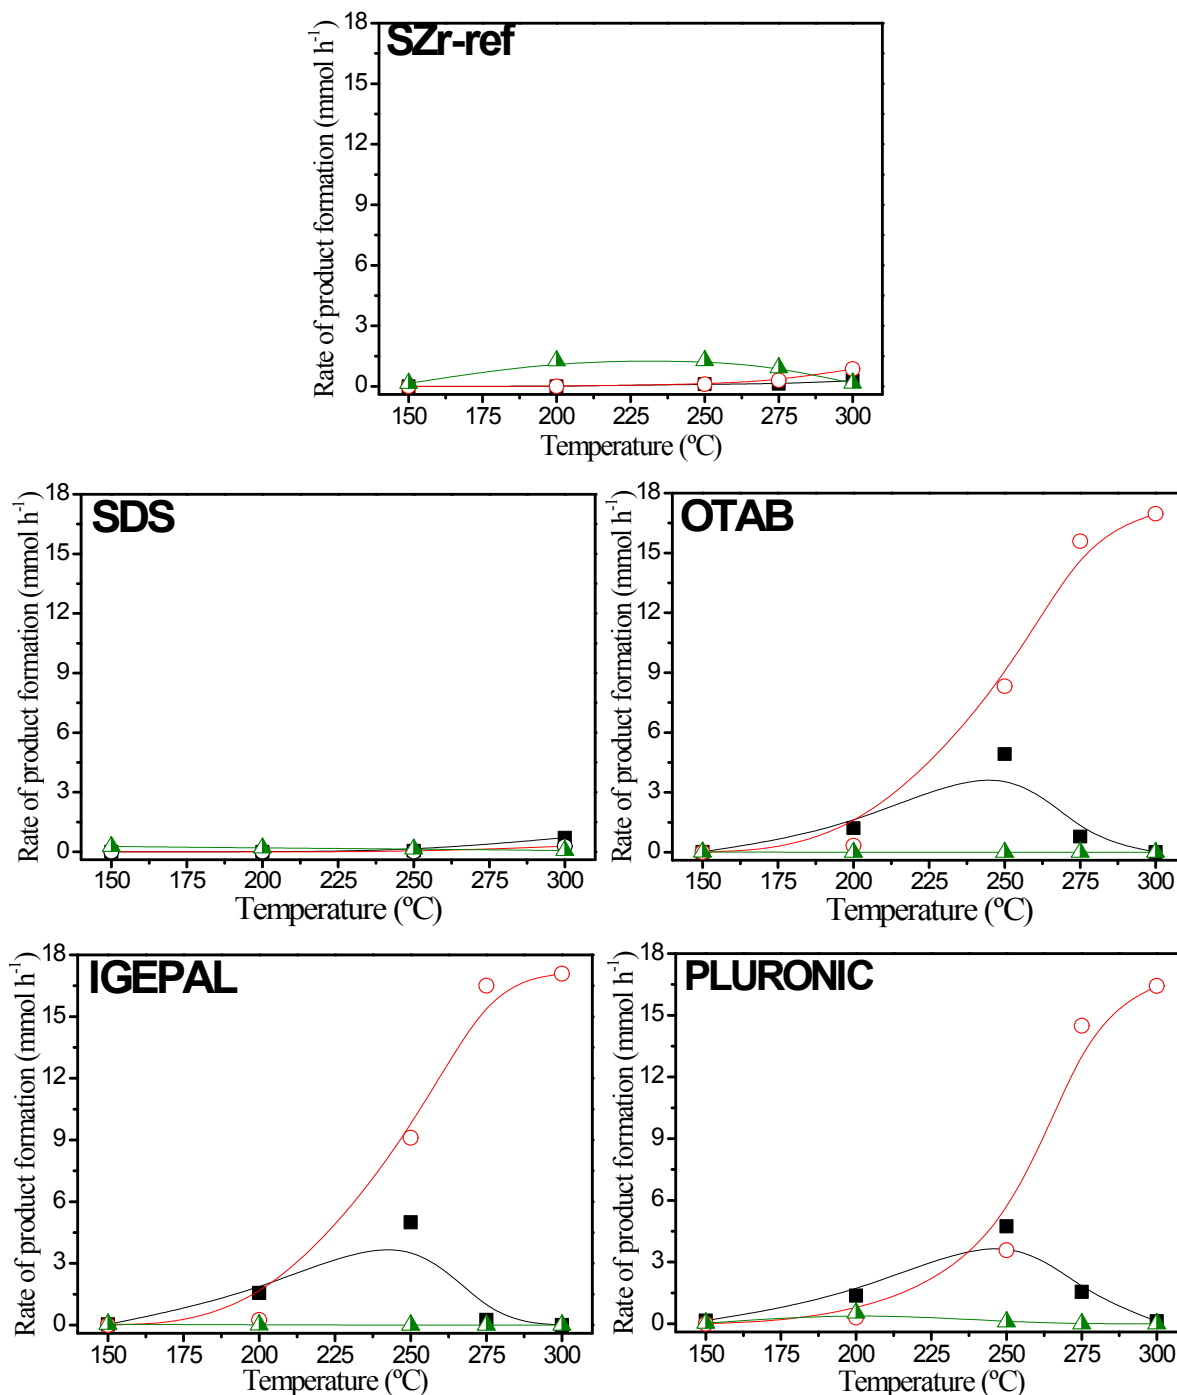 SZr-ref
Rate of product formation (mmol h⁻¹)
18
15
12
9
6
3
0
150 175 200 225 250 275 300
Temperature (ºC)
SDS
Rate of product formation (mmol h⁻¹)
18
15
12
9
6
3
0
150 175 200 225 250 275 300
Temperature (ºC)
OTAB
Rate of product formation (mmol h⁻¹)
18
15
12
9
6
3
0
150 175 200 225 250 275 300
Temperature (ºC)
IGEPAL
Rate of product formation (mmol h⁻¹)
18
15
12
9
6
3
0
150 175 200 225 250 275 300
Temperature (ºC)
PLURONIC
Rate of product formation (mmol h⁻¹)
18
15
12
9
6
3
0
150 175 200 225 250 275 300
Temperature (ºC)